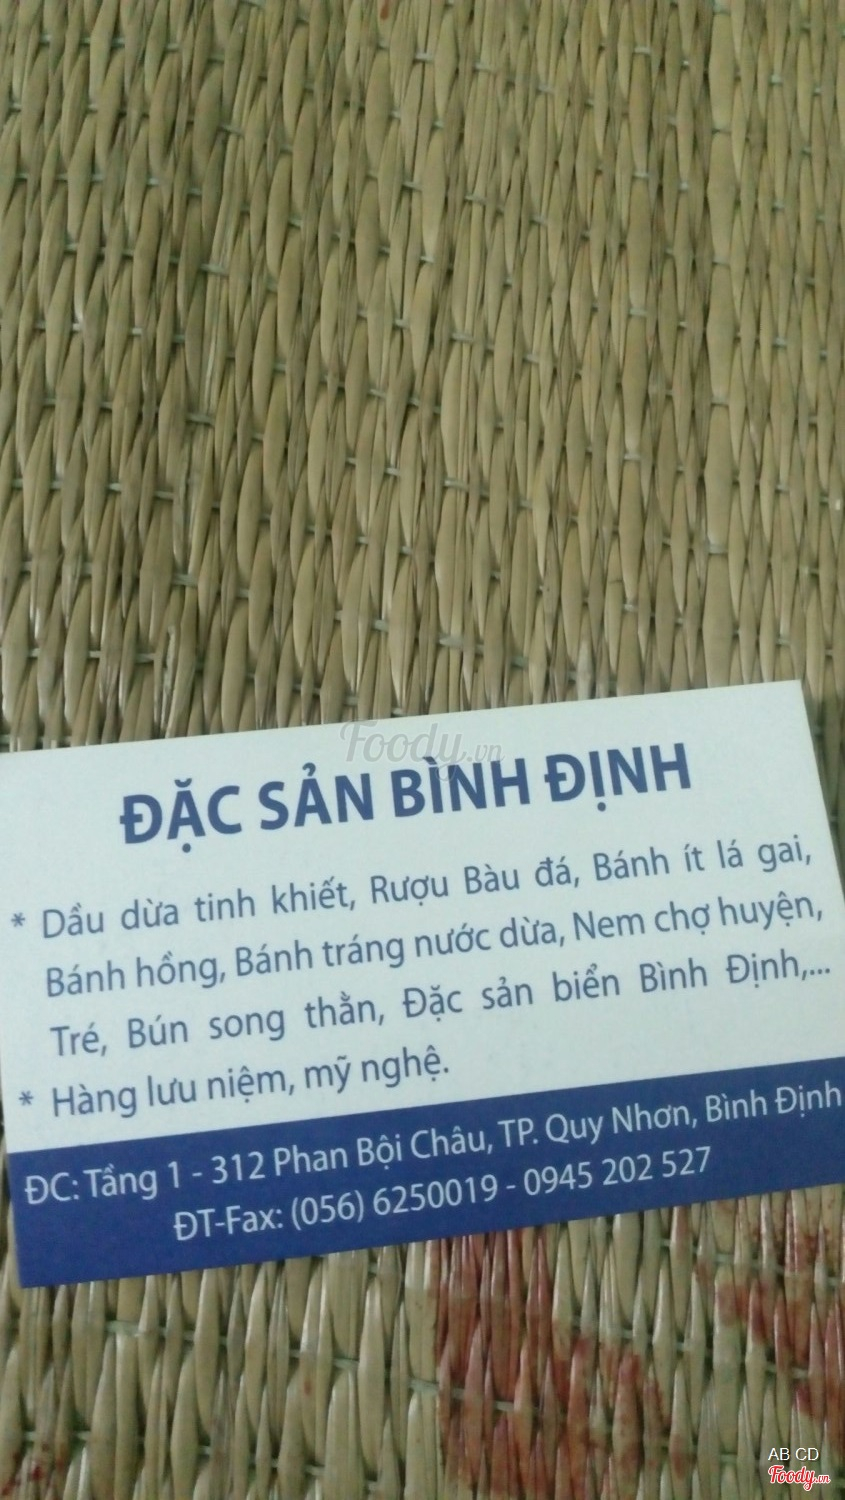 Foody.vn
ĐẶC SẢN BÌNH ĐỊNH
* Dầu dừa tinh khiết, Rượu Bàu đá, Bánh ít lá gai,
Bánh hồng, Bánh tráng nước dừa, Nem chợ huyện,
Tré, Bún song thằn, Đặc sản biển Bình Định,...
* Hàng lưu niệm, mỹ nghệ.
ĐC: Tầng 1 - 312 Phan Bội Châu, TP. Quy Nhơn, Bình Định
ĐT-Fax: (056) 6250019 - 0945 202 527
AB CD
Foody.vn